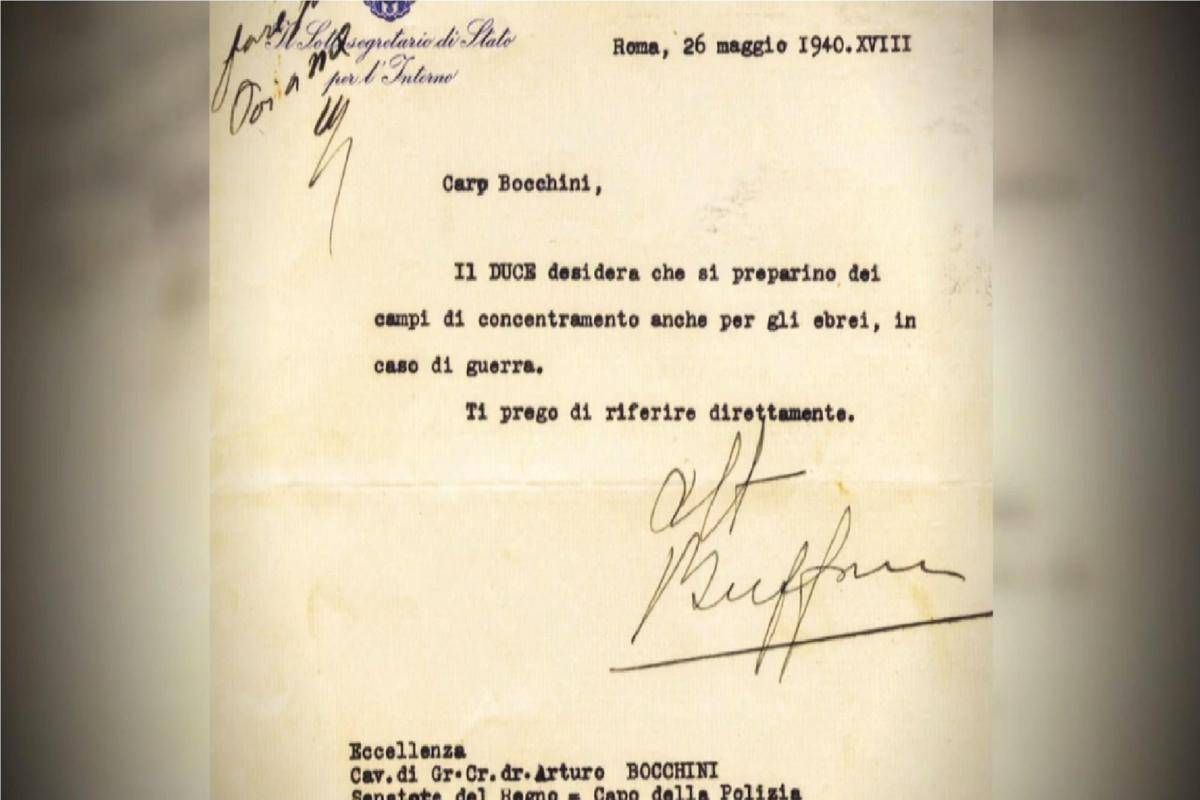 Il Sottosegretario di Stato
per l'Interno
Roma, 26 maggio 1940.XVIII
Caro Bocchini,
Il DUCE desidera che si preparino dei
campi di concentramento anche per gli ebrei, in
caso di guerra.
Ti prego di riferire direttamente.
Buffarini
Eccellenza
Cav.di Gr.Cr.dr.Arturo BOCCHINI
Senatore del Regno = Capo della Polizia